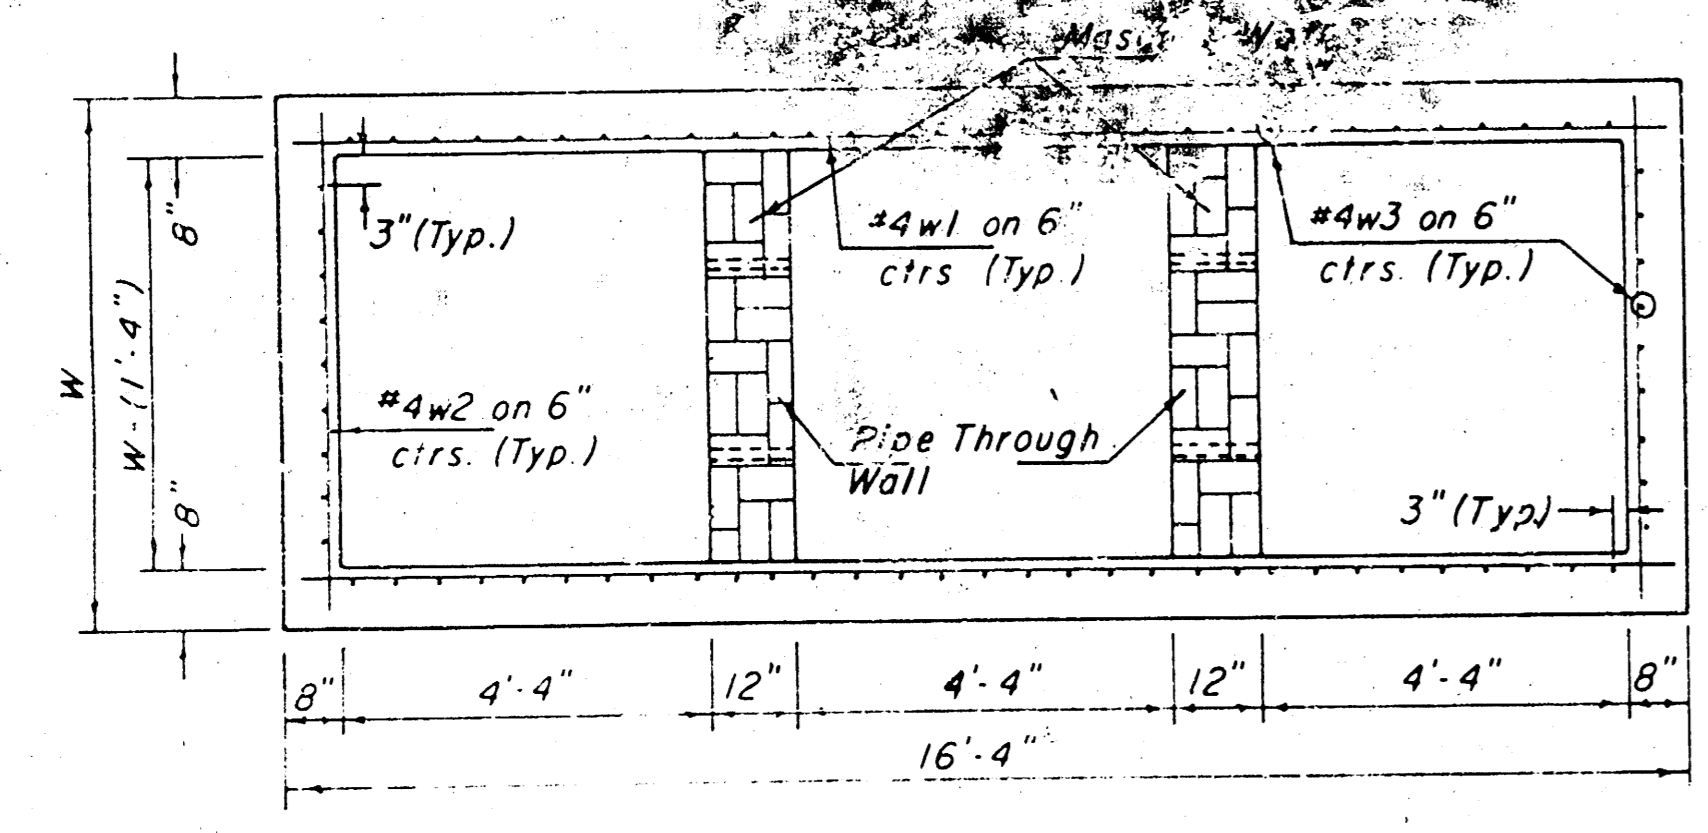 Wall
8"
3"(Typ.)
#4w1 on 6"
ctrs (Typ.)
#4w3 on 6"
ctrs. (Typ.)
W
W-(1'-4")
#4w2 on 6"
ctrs. (Typ.)
Pipe Through
Wall
8"
3"(Typ.)
8"
4'-4"
12"
4'-4"
12"
4'-4"
8"
16'-4"